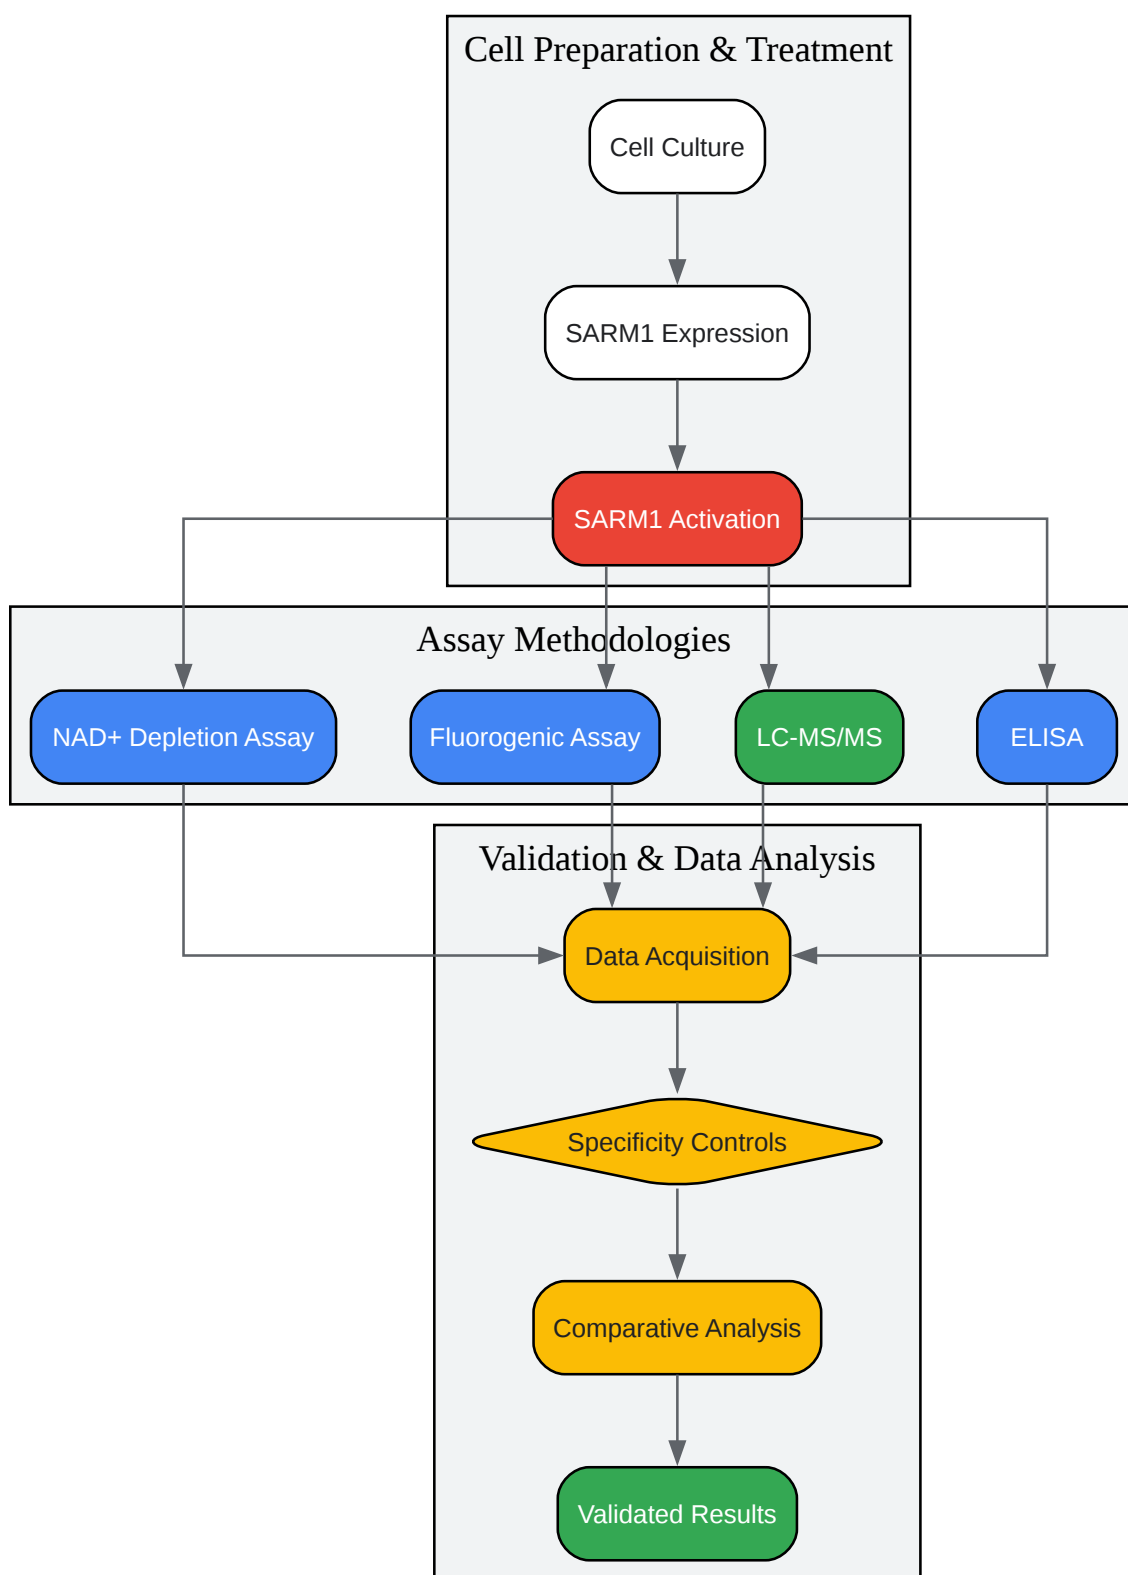 Cell Preparation & Treatment
Cell Culture
SARM1 Expression
SARM1 Activation
Assay Methodologies
NAD+ Depletion Assay
Fluorogenic Assay
LC-MS/MS
ELISA
Validation & Data Analysis
Data Acquisition
Specificity Controls
Comparative Analysis
Validated Results